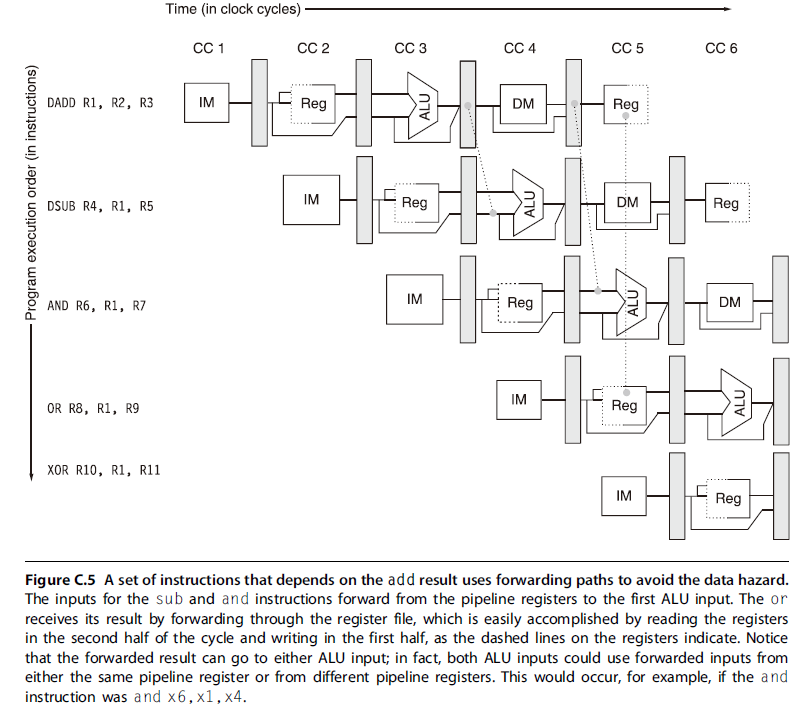 Time (in clock cycles)
CC 1 CC 2 CC 3 CC 4 CC 5 CC 6
Program execution order (in instructions)
DADD R1, R2, R3 IM Reg ALU DM Reg
DSUB R4, R1, R5 IM Reg ALU DM Reg
AND R6, R1, R7 IM Reg ALU DM
OR R8, R1, R9 IM Reg ALU
XOR R10, R1, R11 IM Reg
Figure C.5 A set of instructions that depends on the add result uses forwarding paths to avoid the data hazard.
The inputs for the sub and and instructions forward from the pipeline registers to the first ALU input. The or
receives its result by forwarding through the register file, which is easily accomplished by reading the registers
in the second half of the cycle and writing in the first half, as the dashed lines on the registers indicate. Notice
that the forwarded result can go to either ALU input; in fact, both ALU inputs could use forwarded inputs from
either the same pipeline register or from different pipeline registers. This would occur, for example, if the and
instruction was and x6,x1,x4.